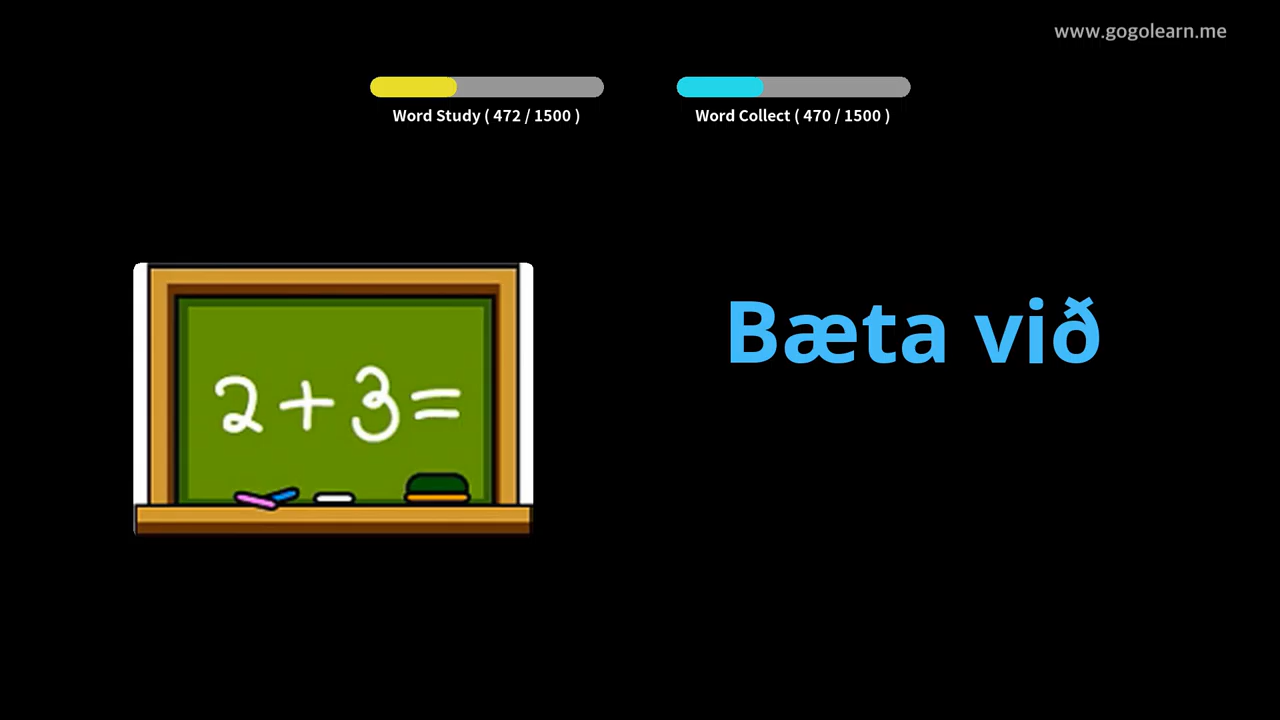 www.gogolearn.me
Word Study ( 472 / 1500 )
Word Collect ( 470 / 1500 )
2 + 3 =
Bæta við